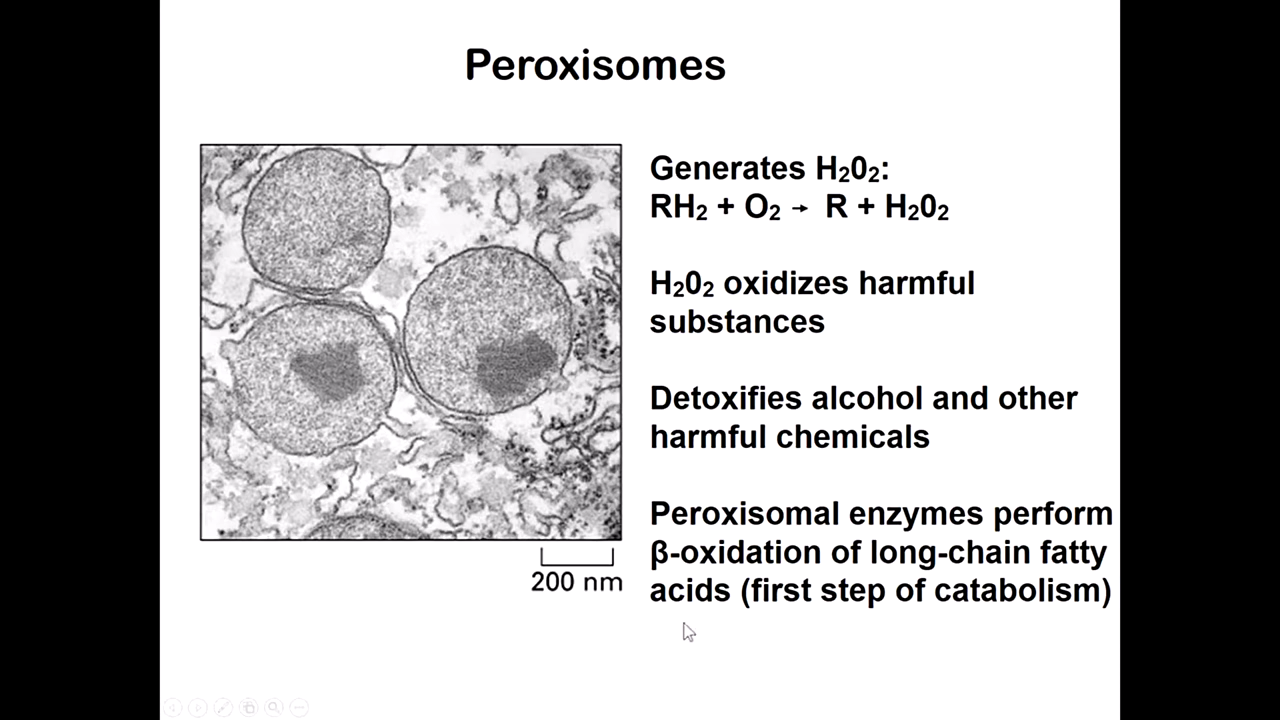 Peroxisomes
Generates H₂0₂:
RH₂ + O₂ → R + H₂0₂
H₂0₂ oxidizes harmful
substances
Detoxifies alcohol and other
harmful chemicals
Peroxisomal enzymes perform
β-oxidation of long-chain fatty
acids (first step of catabolism)
200 nm